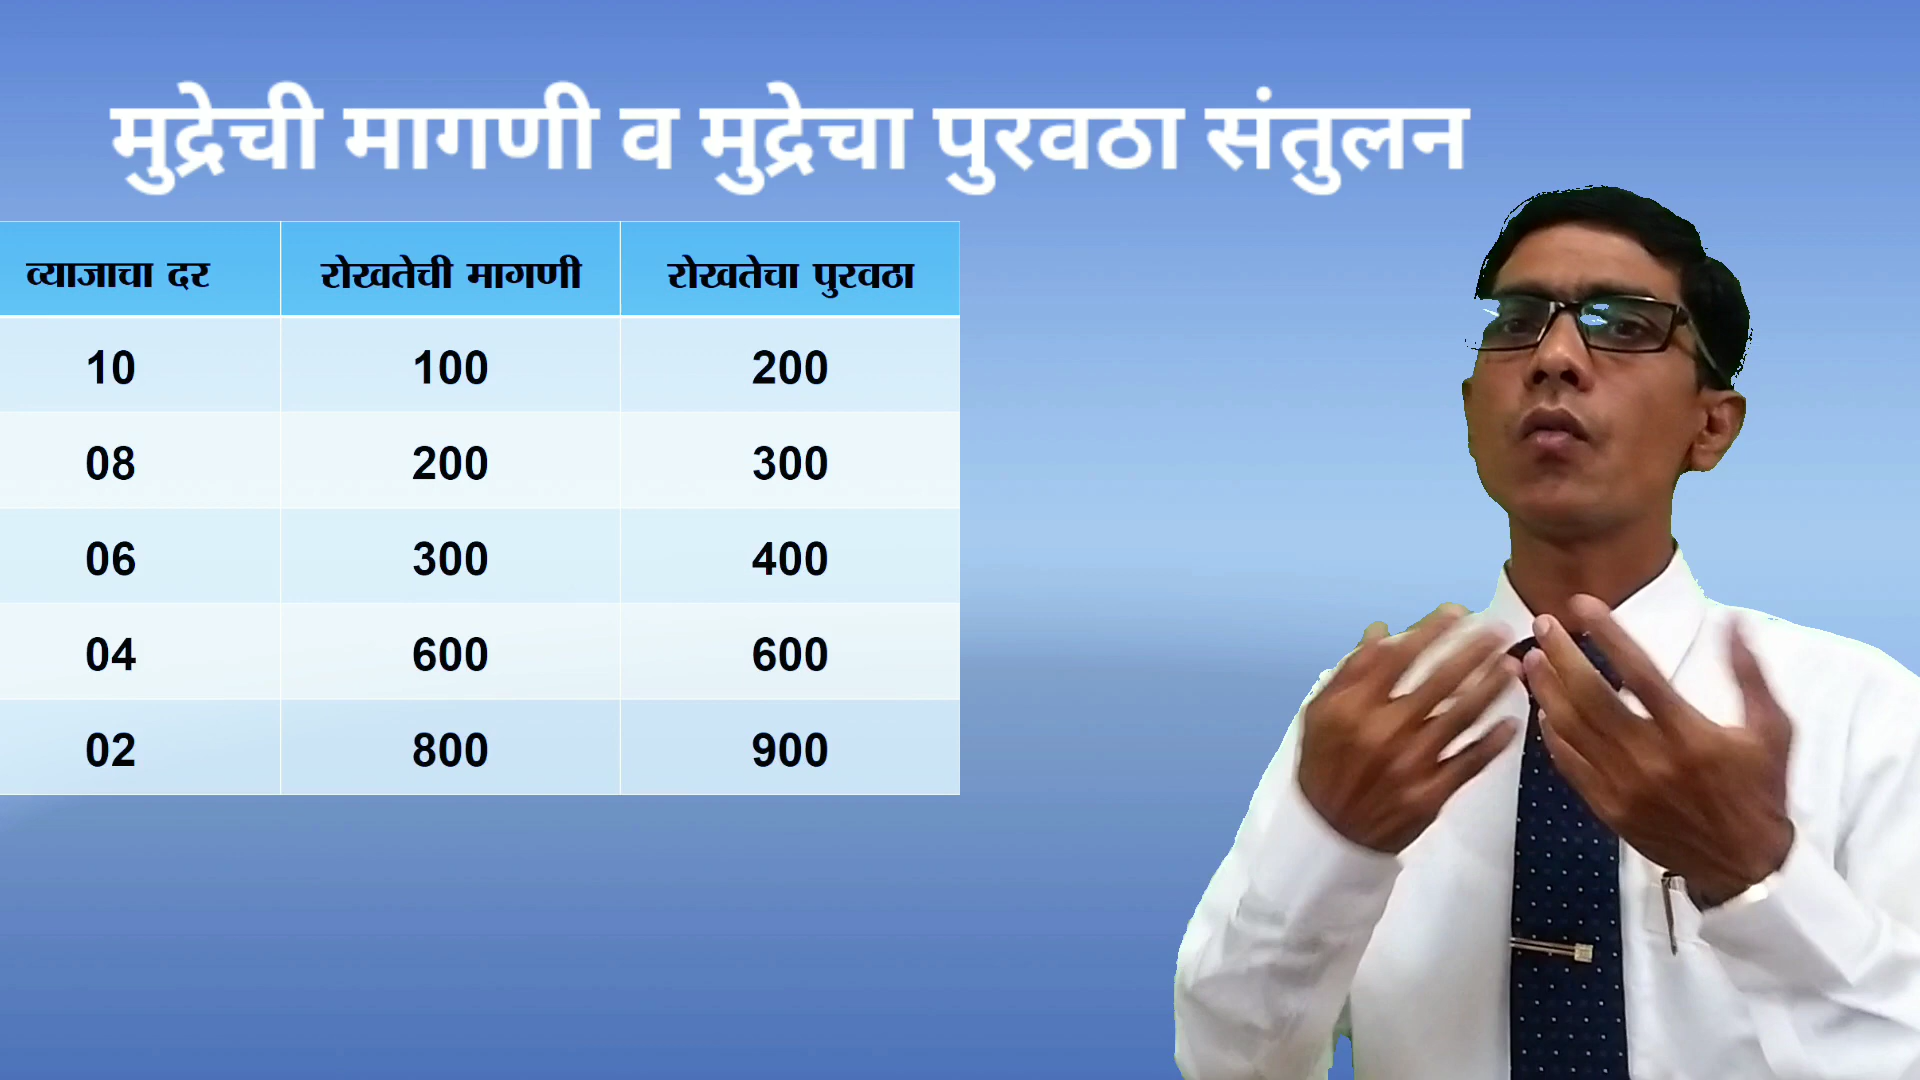 मुद्रेची मागणी व मुद्रेचा पुरवठा संतुलन
व्याजाचा दर रोखतेची मागणी रोखतेचा पुरवठा
10 100 200
08 200 300
06 300 400
04 600 600
02 800 900